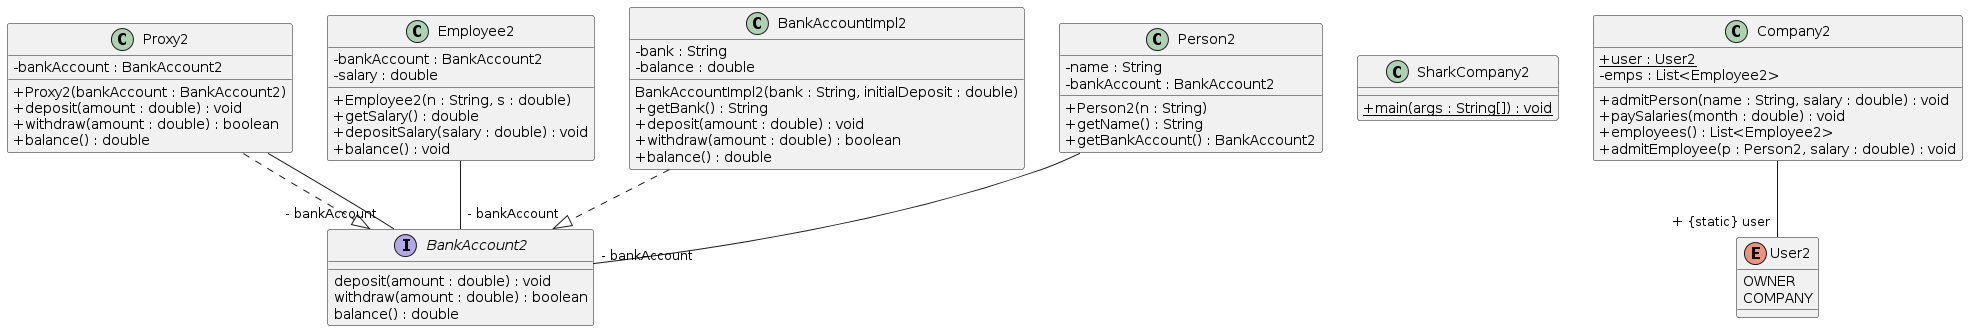 C Proxy2
-bankAccount : BankAccount2
+Proxy2(bankAccount : BankAccount2)
+deposit(amount : double) : void
+withdraw(amount : double) : boolean
+balance() : double
C Employee2
-bankAccount : BankAccount2
-salary : double
+Employee2(n : String, s : double)
+getSalary() : double
+depositSalary(salary : double) : void
+balance() : void
C BankAccountImpl2
-bank : String
-balance : double
BankAccountImpl2(bank : String, initialDeposit : double)
+getBank() : String
+deposit(amount : double) : void
+withdraw(amount : double) : boolean
+balance() : double
C Person2
-name : String
-bankAccount : BankAccount2
+Person2(n : String)
+getName() : String
+getBankAccount() : BankAccount2
C SharkCompany2
+main(args : String[]) : void
C Company2
+user : User2
-emps : List<Employee2>
+admitPerson(name : String, salary : double) : void
+paySalaries(month : double) : void
+employees() : List<Employee2>
+admitEmployee(p : Person2, salary : double) : void
- bankAccount
- bankAccount
- bankAccount
+ {static} user
I BankAccount2
deposit(amount : double) : void
withdraw(amount : double) : boolean
balance() : double
E User2
OWNER
COMPANY